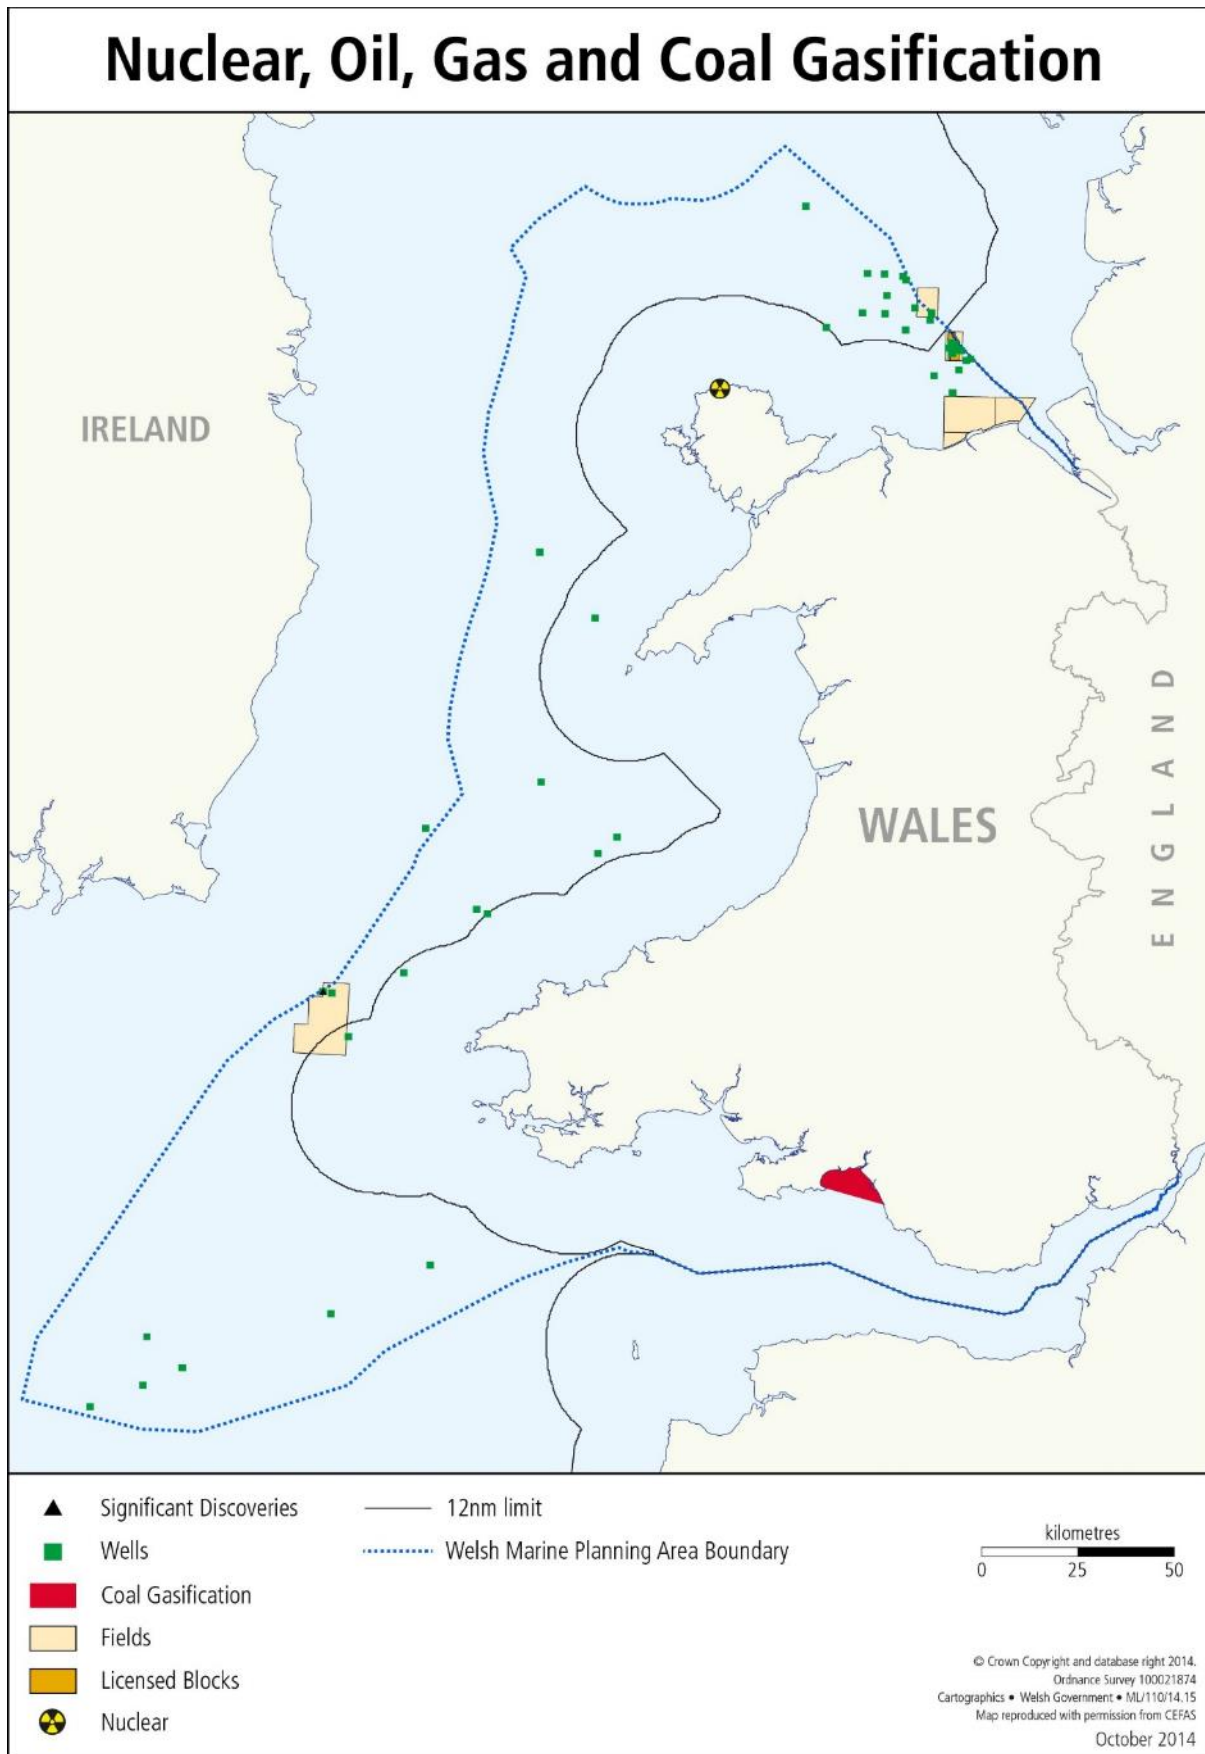 Nuclear, Oil, Gas and Coal Gasification
IRELAND
WALES
ENGLAND
Significant Discoveries
Wells
Coal Gasification
Fields
Licensed Blocks
Nuclear
12nm limit
Welsh Marine Planning Area Boundary
kilometres
0 25 50
© Crown Copyright and database right 2014.
Ordnance Survey 100021874
Cartographics • Welsh Government • ML/110/14.15
Map reproduced with permission from CEFAS
October 2014